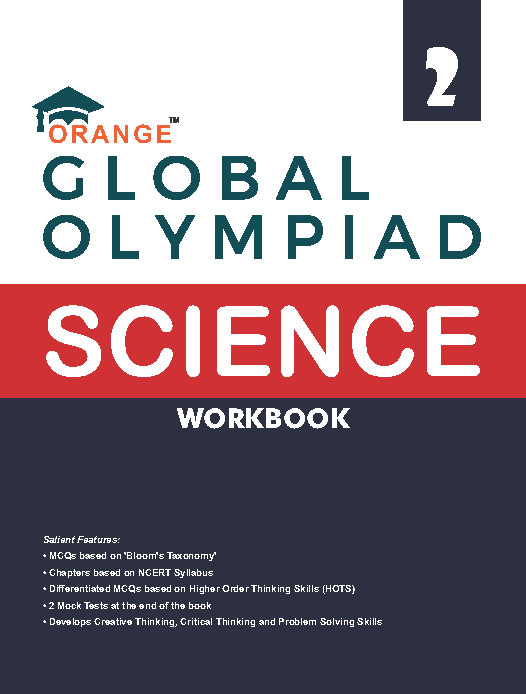 2
ORANGE™
GLOBAL
OLYMPIAD
SCIENCE
WORKBOOK
Salient Features:
• MCQs based on 'Bloom's Taxonomy'
• Chapters based on NCERT Syllabus
• Differentiated MCQs based on Higher Order Thinking Skills (HOTS)
• 2 Mock Tests at the end of the book
• Develops Creative Thinking, Critical Thinking and Problem Solving Skills